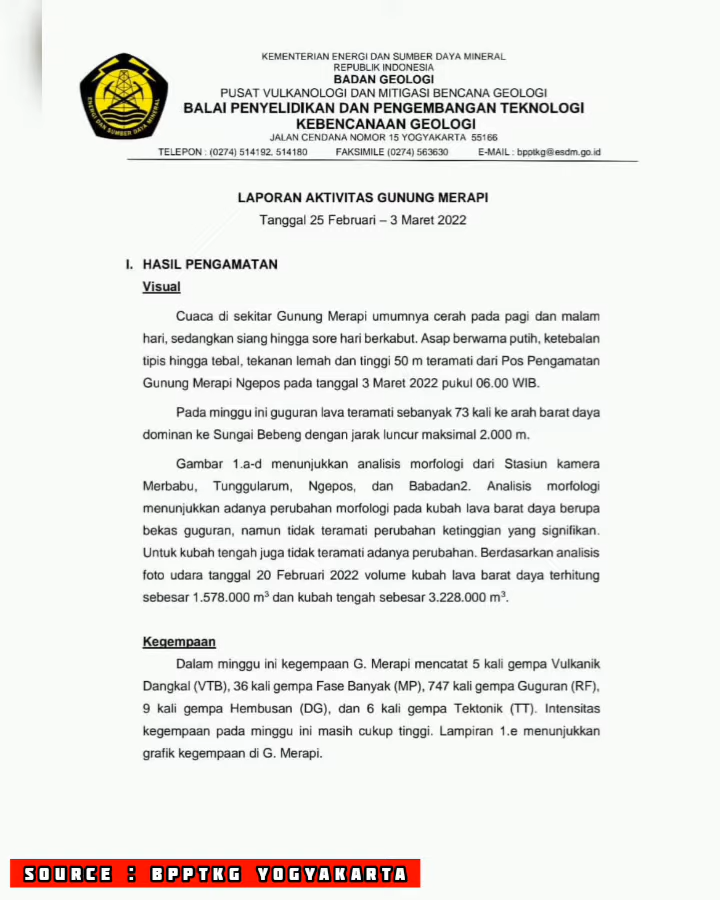 KEMENTERIAN ENERGI DAN SUMBER DAYA MINERAL
REPUBLIK INDONESIA
BADAN GEOLOGI
PUSAT VULKANOLOGI DAN MITIGASI BENCANA GEOLOGI
BALAI PENYELIDIKAN DAN PENGEMBANGAN TEKNOLOGI
KEBENCANAAN GEOLOGI
JALAN CENDANA NOMOR 15 YOGYAKARTA 55166
TELEPON : (0274) 514192, 514180 FAKSIMILE (0274) 563630 E-MAIL : bpptkg@esdm.go.id
ENERGI DAN SUMBER DAYA MINERAL
LAPORAN AKTIVITAS GUNUNG MERAPI
Tanggal 25 Februari – 3 Maret 2022
I. HASIL PENGAMATAN
Visual
Cuaca di sekitar Gunung Merapi umumnya cerah pada pagi dan malam
hari, sedangkan siang hingga sore hari berkabut. Asap berwarna putih, ketebalan
tipis hingga tebal, tekanan lemah dan tinggi 50 m teramati dari Pos Pengamatan
Gunung Merapi Ngepos pada tanggal 3 Maret 2022 pukul 06.00 WIB.
Pada minggu ini guguran lava teramati sebanyak 73 kali ke arah barat daya
dominan ke Sungai Bebeng dengan jarak luncur maksimal 2.000 m.
Gambar 1.a-d menunjukkan analisis morfologi dari Stasiun kamera
Merbabu, Tunggularum, Ngepos, dan Babadan2. Analisis morfologi
menunjukkan adanya perubahan morfologi pada kubah lava barat daya berupa
bekas guguran, namun tidak teramati perubahan ketinggian yang signifikan.
Untuk kubah tengah juga tidak teramati adanya perubahan. Berdasarkan analisis
foto udara tanggal 20 Februari 2022 volume kubah lava barat daya terhitung
sebesar 1.578.000 m³ dan kubah tengah sebesar 3.228.000 m³.
Kegempaan
Dalam minggu ini kegempaan G. Merapi mencatat 5 kali gempa Vulkanik
Dangkal (VTB), 36 kali gempa Fase Banyak (MP), 747 kali gempa Guguran (RF),
9 kali gempa Hembusan (DG), dan 6 kali gempa Tektonik (TT). Intensitas
kegempaan pada minggu ini masih cukup tinggi. Lampiran 1.e menunjukkan
grafik kegempaan di G. Merapi.
SOURCE : BPPTKG YOGYAKARTA